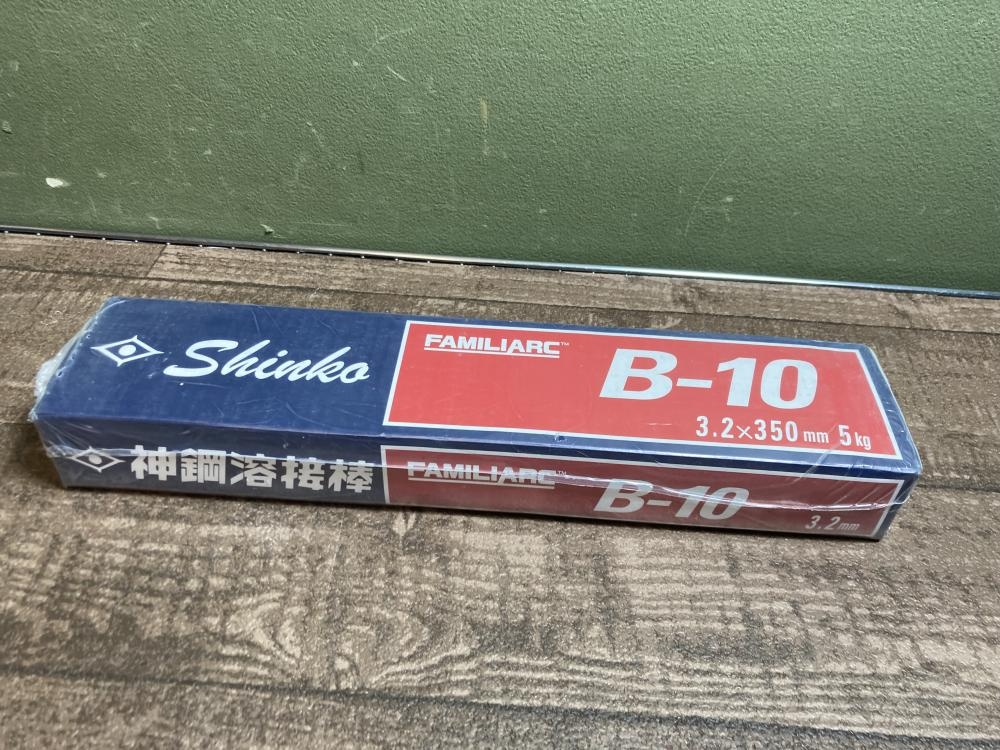 Shinko
FAMILIARC™
B-10
3.2×350mm 5kg
神鋼溶接棒
FAMILIARC™
B-10
3.2mm